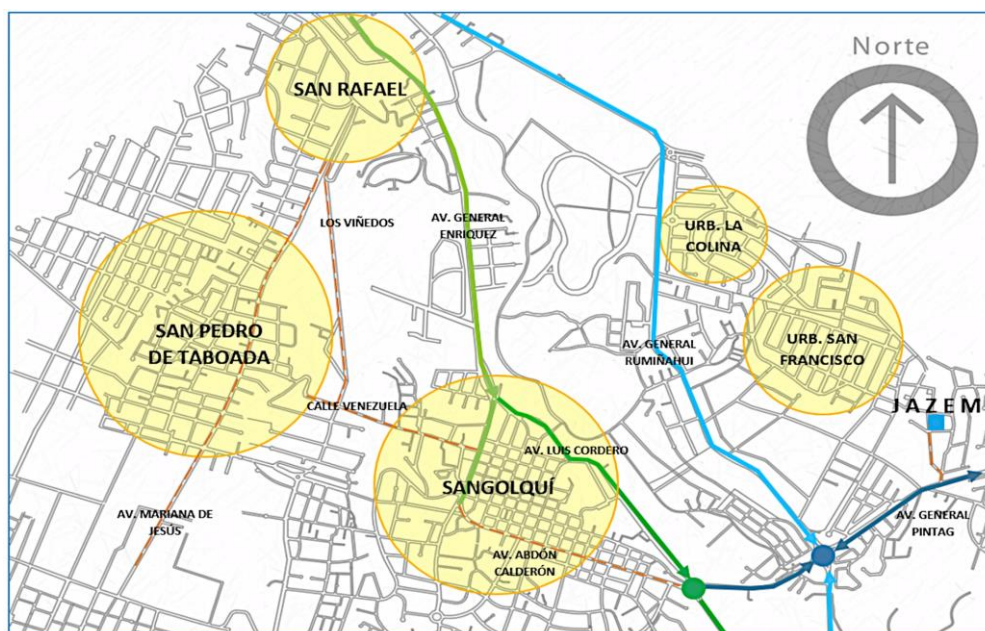 Norte
SAN RAFAEL
LOS VIÑEDOS
AV. GENERAL
ENRIQUEZ
URB. LA
COLINA
SAN PEDRO
DE TABOADA
AV. GENERAL
RUMIÑAHUI
URB. SAN
FRANCISCO
CALLE VENEZUELA
JAZEM
AV. LUIS CORDERO
SANGOLQUÍ
AV. MARIANA DE
JESÚS
AV. GENERAL
PINTAG
AV. ABDÓN
CALDERÓN